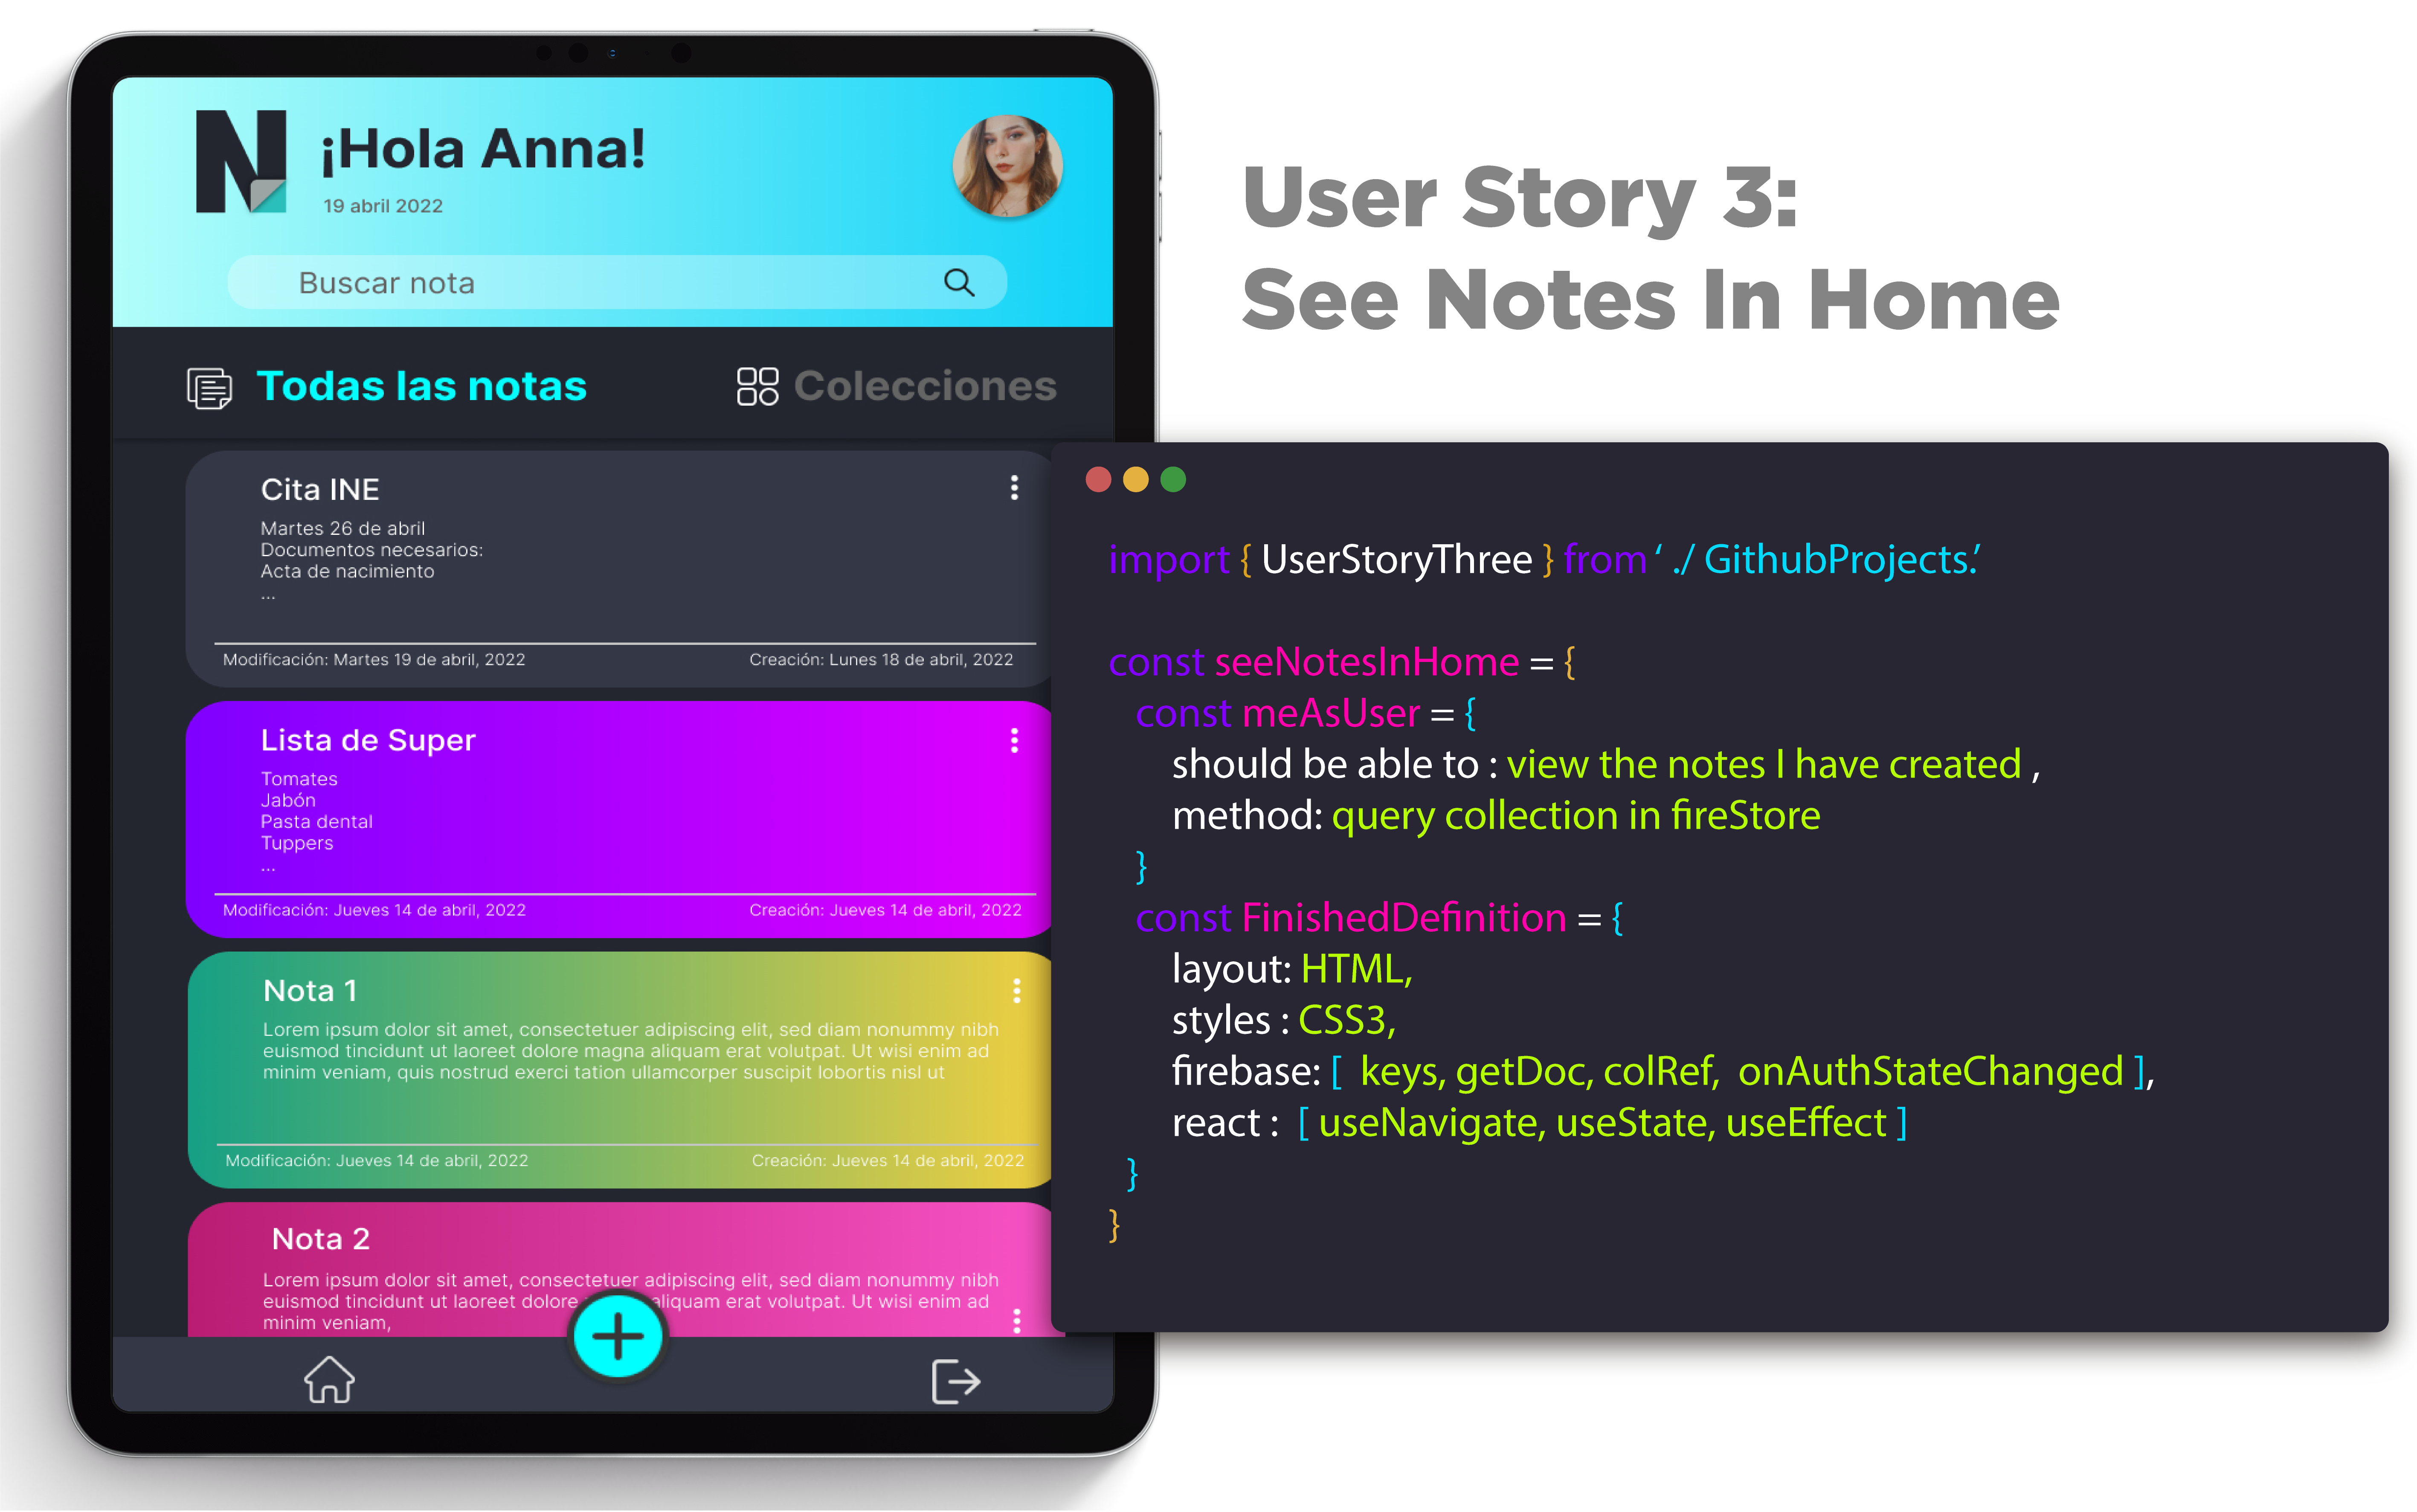 N
¡Hola Anna!
19 abril 2022
Buscar nota
Todas las notas
Colecciones
Cita INE
Martes 26 de abril
Documentos necesarios:
Acta de nacimiento
...
Modificación: Martes 19 de abril, 2022
Creación: Lunes 18 de abril, 2022
Lista de Super
Tomates
Jabón
Pasta dental
Tuppers
...
Modificación: Jueves 14 de abril, 2022
Creación: Jueves 14 de abril, 2022
Nota 1
Lorem ipsum dolor sit amet, consectetuer adipiscing elit, sed diam nonummy nibh
euismod tincidunt ut laoreet dolore magna aliquam erat volutpat. Ut wisi enim ad
minim veniam, quis nostrud exerci tation ullamcorper suscipit lobortis nisl ut
Modificación: Jueves 14 de abril, 2022
Creación: Jueves 14 de abril, 2022
Nota 2
Lorem ipsum dolor sit amet, consectetuer adipiscing elit, sed diam nonummy nibh
euismod tincidunt ut laoreet dolore aliquam erat volutpat. Ut wisi enim ad
minim veniam,
User Story 3:
See Notes In Home
import { UserStoryThree } from ‘ ./ GithubProjects.’
const seeNotesInHome = {
const meAsUser = {
should be able to : view the notes I have created ,
method: query collection in fireStore
}
const FinishedDefinition = {
layout: HTML,
styles : CSS3,
firebase: [ keys, getDoc, colRef, onAuthStateChanged ],
react : [ useNavigate, useState, useEffect ]
}
}